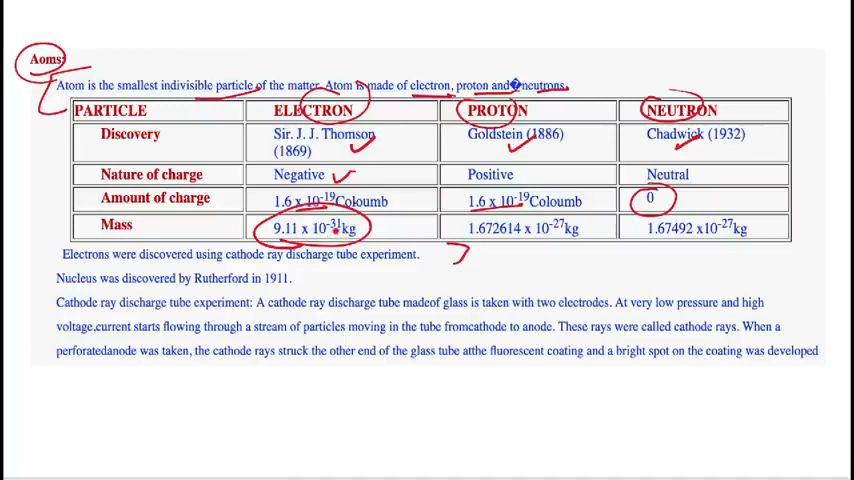 Aoms:
Atom is the smallest indivisible particle of the matter. Atom is made of electron, proton and�neutrons.
PARTICLE ELECTRON PROTON NEUTRON
Discovery Sir. J. J. Thomson Goldstein (1886) Chadwick (1932)
(1869)
Nature of charge Negative Positive Neutral
Amount of charge 1.6 x 10⁻¹⁹Coloumb 1.6 x 10⁻¹⁹Coloumb 0
Mass 9.11 x 10⁻³¹kg 1.672614 x 10⁻²⁷kg 1.67492 x10⁻²⁷kg
Electrons were discovered using cathode ray discharge tube experiment.
Nucleus was discovered by Rutherford in 1911.
Cathode ray discharge tube experiment: A cathode ray discharge tube madeof glass is taken with two electrodes. At very low pressure and high
voltage,current starts flowing through a stream of particles moving in the tube fromcathode to anode. These rays were called cathode rays. When a
perforatedanode was taken, the cathode rays struck the other end of the glass tube atthe fluorescent coating and a bright spot on the coating was developed